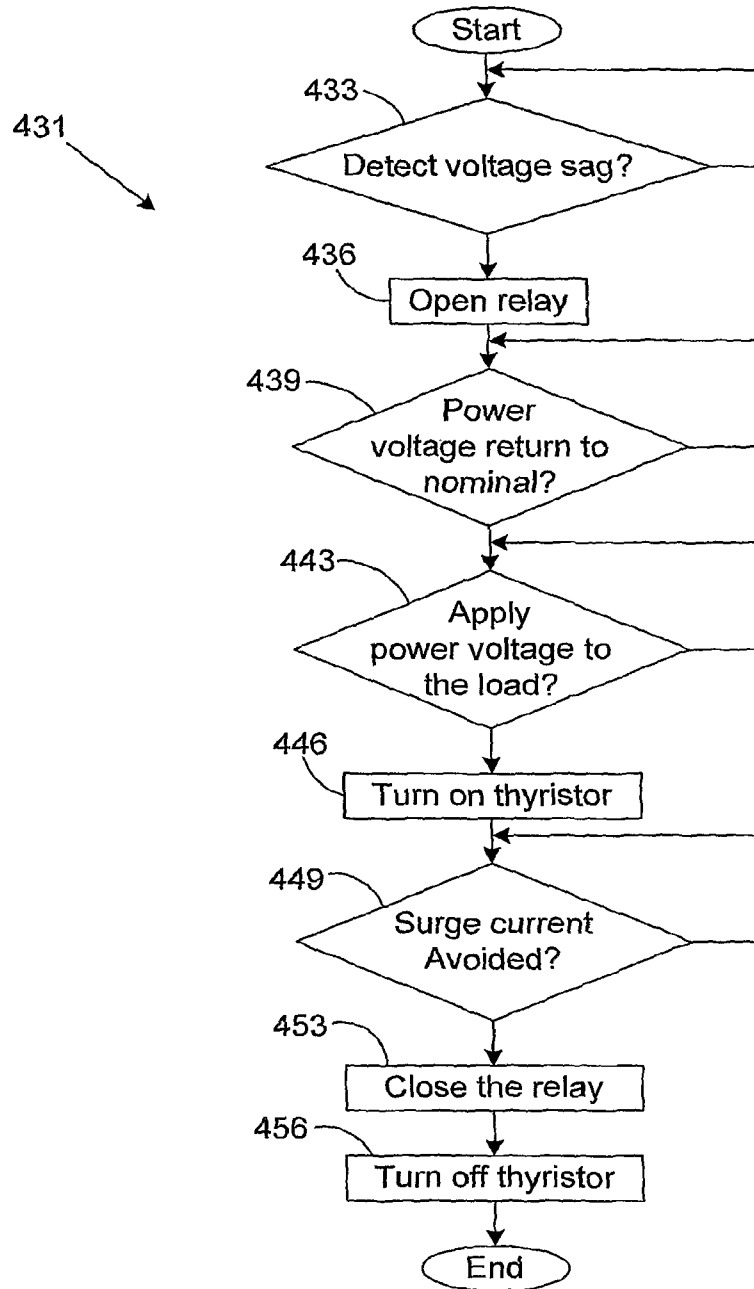 Start
433
431
Detect voltage sag?
436
Open relay
439
Power
voltage return to
nominal?
443
Apply
power voltage to
the load?
446
Turn on thyristor
449
Surge current
Avoided?
453
Close the relay
456
Turn off thyristor
End